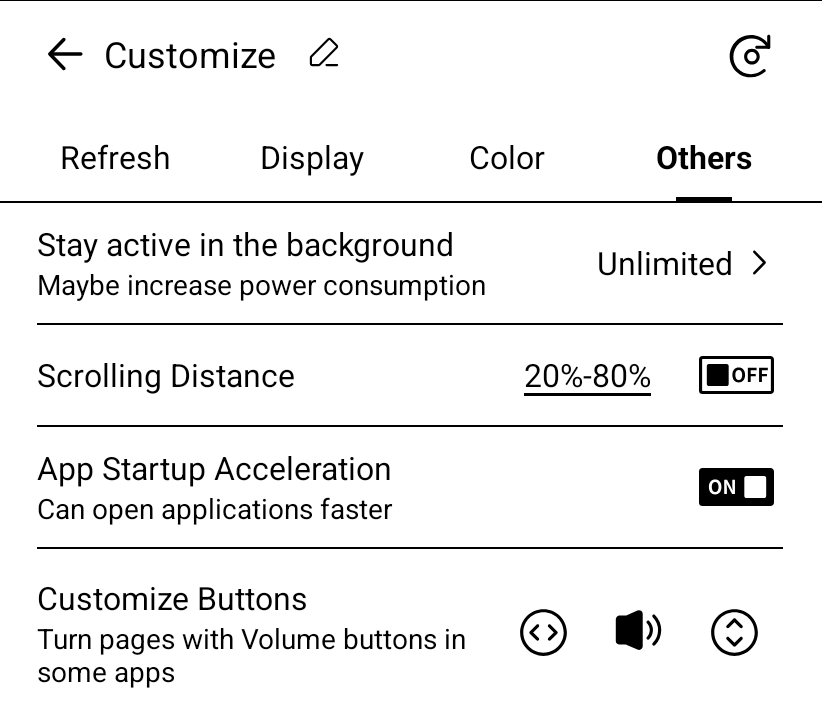 Customize
Refresh Display Color Others
Stay active in the background
Maybe increase power consumption
Unlimited
Scrolling Distance 20%-80% OFF
App Startup Acceleration
Can open applications faster
ON
Customize Buttons
Turn pages with Volume buttons in
some apps